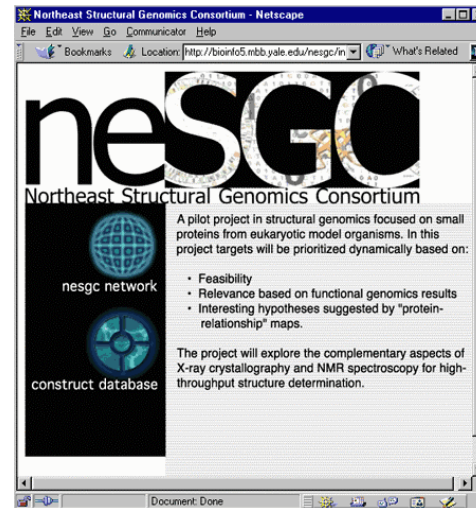 Northeast Structural Genomics Consortium - Netscape
File Edit View Go Communicator Help
Bookmarks Location: http://bioinfo5.mbb.yale.edu/nesgc/in What's Related
neSGC
Northeast Structural Genomics Consortium
A pilot project in structural genomics focused on small
proteins from eukaryotic model organisms. In this
project targets will be prioritized dynamically based on:
• Feasibility
• Relevance based on functional genomics results
• Interesting hypotheses suggested by "protein-
relationship" maps.
The project will explore the complementary aspects of
X-ray crystallography and NMR spectroscopy for high-
throughput structure determination.
nesgc network
construct database
Document: Done